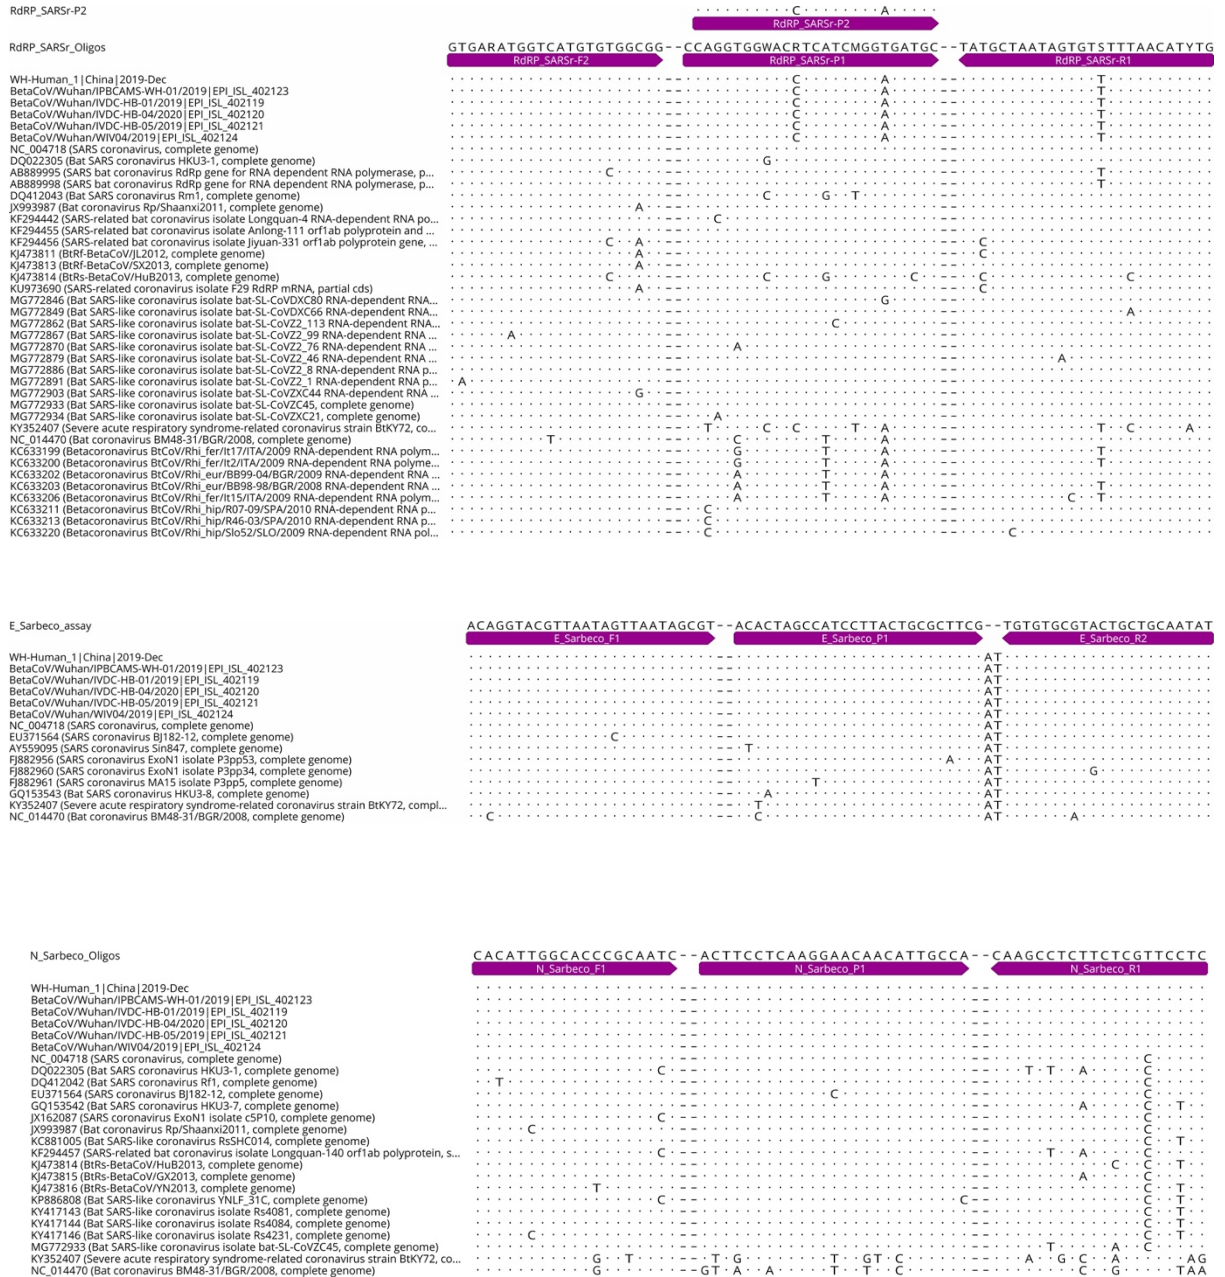 RdRP_SARSr-P2 C A
RdRP_SARSr-P2
RdRP_SARSr_Oligos GTGARATGGTCATGTGTGGCGG--CCAGGTGGWACRTCATCMGGTGATGC--TATGCTAATAGTGTSTTTAACATYTG
RdRP_SARSr-F2 RdRP_SARSr-P1 RdRP_SARSr-R1
WH-Human_1|China|2019-Dec -- C A -- T
BetaCoV/Wuhan/IPBCAMS-WH-01/2019|EPI_ISL_402123 -- C A -- T
BetaCoV/Wuhan/IVDC-HB-01/2019|EPI_ISL_402119 -- C A -- T
BetaCoV/Wuhan/IVDC-HB-04/2020|EPI_ISL_402120 -- C A -- T
BetaCoV/Wuhan/IVDC-HB-05/2019|EPI_ISL_402121 -- C A -- T
BetaCoV/Wuhan/WIV04/2019|EPI_ISL_402124 -- C A -- T
NC_004718 (SARS coronavirus, complete genome) -- --
DQ022305 (Bat SARS coronavirus HKU3-1, complete genome) -- G --
AB889995 (SARS bat coronavirus RdRp gene for RNA dependent RNA polymerase, p... C -- -- T
AB889998 (SARS bat coronavirus RdRp gene for RNA dependent RNA polymerase, p... -- -- T
DQ412043 (Bat SARS coronavirus Rm1, complete genome) -- C G T --
JX993987 (Bat coronavirus Rp/Shaanxi2011, complete genome) A -- --
KF294442 (SARS-related bat coronavirus isolate Longquan-4 RNA-dependent RNA po... -- C --
KF294455 (SARS-related bat coronavirus isolate Anlong-111 orf1ab polyprotein and ... -- --
KF294456 (SARS-related bat coronavirus isolate Jiyuan-331 orf1ab polyprotein gene, ... C A -- -- C
KJ473811 (BtRf-BetaCoV/JL2012, complete genome) A -- -- C
KJ473813 (BtRf-BetaCoV/SX2013, complete genome) A -- --
KJ473814 (BtRs-BetaCoV/HuB2013, complete genome) C -- C G C -- C C
KU973690 (SARS-related coronavirus isolate F29 RdRP mRNA, partial cds) A -- -- C
MG772846 (Bat SARS-like coronavirus isolate bat-SL-CoVDXC80 RNA-dependent RNA... -- G --
MG772849 (Bat SARS-like coronavirus isolate bat-SL-CoVDXC66 RNA-dependent RNA... -- -- A
MG772862 (Bat SARS-like coronavirus isolate bat-SL-CoVZ2_113 RNA-dependent RNA... -- C --
MG772867 (Bat SARS-like coronavirus isolate bat-SL-CoVZ2_99 RNA-dependent RNA ... A -- --
MG772870 (Bat SARS-like coronavirus isolate bat-SL-CoVZ2_76 RNA-dependent RNA ... -- A --
MG772879 (Bat SARS-like coronavirus isolate bat-SL-CoVZ2_46 RNA-dependent RNA ... -- -- A
MG772886 (Bat SARS-like coronavirus isolate bat-SL-CoVZ2_8 RNA-dependent RNA p... -- --
MG772891 (Bat SARS-like coronavirus isolate bat-SL-CoVZ2_1 RNA-dependent RNA p... A -- --
MG772903 (Bat SARS-like coronavirus isolate bat-SL-CoVZXC44 RNA-dependent RNA ... G -- --
MG772933 (Bat SARS-like coronavirus isolate bat-SL-CoVZC45, complete genome) -- --
MG772934 (Bat SARS-like coronavirus isolate bat-SL-CoVZXC21, complete genome) -- A --
KY352407 (Severe acute respiratory syndrome-related coronavirus strain BtKY72, co... -- T C C T A -- T C A
NC_014470 (Bat coronavirus BM48-31/BGR/2008, complete genome) T -- C T A -- T
KC633199 (Betacoronavirus BtCoV/Rhi_fer/It17/ITA/2009 RNA-dependent RNA polym... -- G T A -- T
KC633200 (Betacoronavirus BtCoV/Rhi_fer/It2/ITA/2009 RNA-dependent RNA polyme... -- G T A -- T
KC633202 (Betacoronavirus BtCoV/Rhi_eur/BB99-04/BGR/2009 RNA-dependent RNA ... -- A T A --
KC633203 (Betacoronavirus BtCoV/Rhi_eur/BB98-98/BGR/2008 RNA-dependent RNA ... -- A T A -- T
KC633206 (Betacoronavirus BtCoV/Rhi_fer/It15/ITA/2009 RNA-dependent RNA polym... -- A T A -- C T
KC633211 (Betacoronavirus BtCoV/Rhi_hip/R07-09/SPA/2010 RNA-dependent RNA p... -- C --
KC633213 (Betacoronavirus BtCoV/Rhi_hip/R46-03/SPA/2010 RNA-dependent RNA p... -- C --
KC633220 (Betacoronavirus BtCoV/Rhi_hip/Slo52/SLO/2009 RNA-dependent RNA pol... -- C -- C
E_Sarbeco_assay ACAGGTACGTTAATAGTTAATAGCGT--ACACTAGCCATCCTTACTGCGCTTCG--TGTGTGCGTACTGCTGCAATAT
E_Sarbeco_F1 E_Sarbeco_P1 E_Sarbeco_R2
WH-Human_1|China|2019-Dec -- AT
BetaCoV/Wuhan/IPBCAMS-WH-01/2019|EPI_ISL_402123 -- AT
BetaCoV/Wuhan/IVDC-HB-01/2019|EPI_ISL_402119 -- AT
BetaCoV/Wuhan/IVDC-HB-04/2020|EPI_ISL_402120 -- AT
BetaCoV/Wuhan/IVDC-HB-05/2019|EPI_ISL_402121 -- AT
BetaCoV/Wuhan/WIV04/2019|EPI_ISL_402124 -- AT
NC_004718 (SARS coronavirus, complete genome) -- AT
EU371564 (SARS coronavirus BJ182-12, complete genome) C -- AT
AY559095 (SARS coronavirus Sin847, complete genome) -- T AT
FJ882956 (SARS coronavirus ExoN1 isolate P3pp53, complete genome) -- A AT
FJ882960 (SARS coronavirus ExoN1 isolate P3pp34, complete genome) -- AT G
FJ882961 (SARS coronavirus MA15 isolate P3pp5, complete genome) -- T AT
GQ153543 (Bat SARS coronavirus HKU3-8, complete genome) -- A AT
KY352407 (Severe acute respiratory syndrome-related coronavirus strain BtKY72, compl... -- T AT
NC_014470 (Bat coronavirus BM48-31/BGR/2008, complete genome) C -- C AT A
N_Sarbeco_Oligos CACATTGGCACCCGCAATC--ACTTCCTCAAGGAACAACATTGCCA--CAAGCCTCTTCTCGTTCCTC
N_Sarbeco_F1 N_Sarbeco_P1 N_Sarbeco_R1
WH-Human_1|China|2019-Dec -- --
BetaCoV/Wuhan/IPBCAMS-WH-01/2019|EPI_ISL_402123 -- --
BetaCoV/Wuhan/IVDC-HB-01/2019|EPI_ISL_402119 -- --
BetaCoV/Wuhan/IVDC-HB-04/2020|EPI_ISL_402120 -- --
BetaCoV/Wuhan/IVDC-HB-05/2019|EPI_ISL_402121 -- --
BetaCoV/Wuhan/WIV04/2019|EPI_ISL_402124 -- --
NC_004718 (SARS coronavirus, complete genome) -- -- C
DQ022305 (Bat SARS coronavirus HKU3-1, complete genome) C -- -- T T A C
DQ412042 (Bat SARS coronavirus Rf1, complete genome) T -- -- C
EU371564 (SARS coronavirus BJ182-12, complete genome) -- C -- C
GQ153542 (Bat SARS coronavirus HKU3-7, complete genome) -- -- A C T
JX162087 (SARS coronavirus ExoN1 isolate c5P10, complete genome) C -- -- C
JX993987 (Bat coronavirus Rp/Shaanxi2011, complete genome) C -- -- C
KC881005 (Bat SARS-like coronavirus RsSHC014, complete genome) -- -- C T
KF294457 (SARS-related bat coronavirus isolate Longquan-140 orf1ab polyprotein, s... C -- -- T A C
KJ473814 (BtRs-BetaCoV/HuB2013, complete genome) -- -- C C T
KJ473815 (BtRs-BetaCoV/GX2013, complete genome) -- -- A C
KJ473816 (BtRs-BetaCoV/YN2013, complete genome) T -- -- C T
KP886808 (Bat SARS-like coronavirus YNLF_31C, complete genome) C -- C -- C T
KY417143 (Bat SARS-like coronavirus isolate Rs4081, complete genome) -- -- C T
KY417144 (Bat SARS-like coronavirus isolate Rs4084, complete genome) -- -- C T
KY417146 (Bat SARS-like coronavirus isolate Rs4231, complete genome) C -- -- C T
MG772933 (Bat SARS-like coronavirus isolate bat-SL-CoVZC45, complete genome) -- -- T A C
KY352407 (Severe acute respiratory syndrome-related coronavirus strain BtKY72, co... G T -- T G T GT C -- A G C A AG
NC_014470 (Bat coronavirus BM48-31/BGR/2008, complete genome) G -- GT A A T T C -- C G TAA